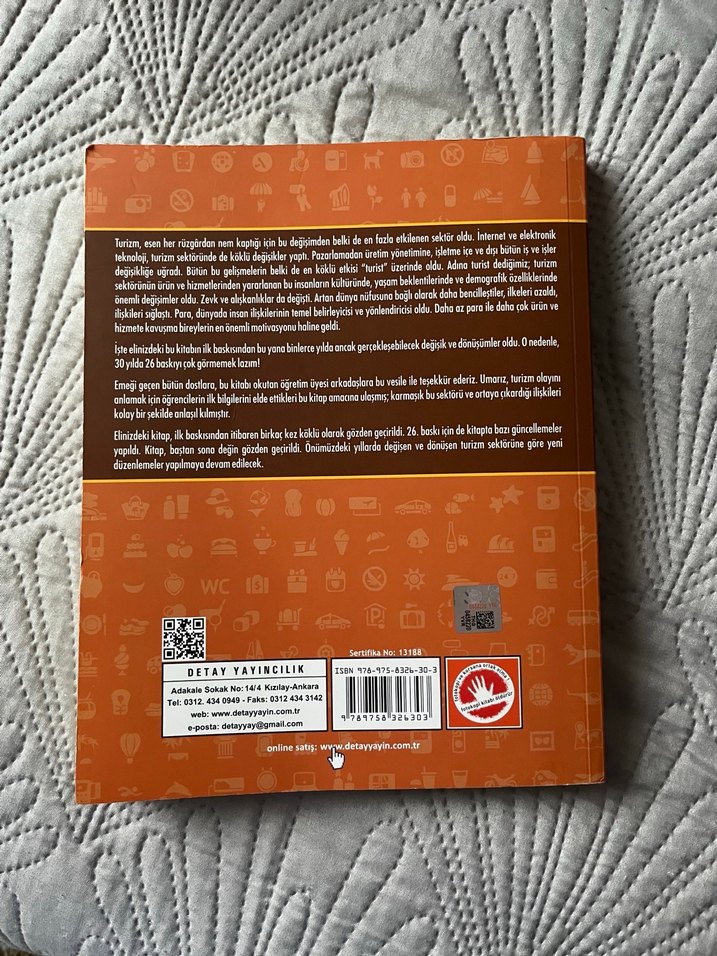 Turizm, esen her rüzgârdan nem kaptığı için bu değişimden belki de en fazla etkilenen sektör oldu. İnternet ve elektronik
teknoloji, turizm sektöründe de köklü değişikler yaptı. Pazarlamadan üretim yönetimine, işletme içe ve dışı bütün iş ve işler
değişikliğe uğradı. Bütün bu gelişmelerin belki de en köklü etkisi “turist” üzerinde oldu. Adına turist dediğimiz; turizm
sektörünün ürün ve hizmetlerinden yararlanan bu insanların kültüründe, yaşam beklentilerinde ve demografik özelliklerinde
önemli değişimler oldu. Zevk ve alışkanlıklar da değişti. Artan dünya nüfusuna bağlı olarak daha bencilleştiler, ilkeleri azaldı,
ilişkileri sığlaştı. Para, dünyada insan ilişkilerinin temel belirleyicisi ve yönlendiricisi oldu. Daha az para ile daha çok ürün ve
hizmete kavuşma bireylerin en önemli motivasyonu haline geldi.
İşte elinizdeki bu kitabın ilk baskısından bu yana binlerce yılda ancak gerçekleşebilecek değişik ve dönüşümler oldu. O nedenle,
30 yılda 26 baskıyı çok görmemek lazım!
Emeği geçen bütün dostlara, bu kitabı okutan öğretim üyesi arkadaşlara bu vesile ile teşekkür ederiz. Umarız, turizm olayını
anlamak için öğrencilerin ilk bilgilerini elde ettikleri bu kitap amacına ulaşmış; karmaşık bu sektörü ve ortaya çıkardığı ilişkileri
kolay bir şekilde anlaşıl kılmıştır.
Elinizdeki kitap, ilk baskısından itibaren birkaç kez köklü olarak gözden geçirildi. 26. baskı için de kitapta bazı güncellemeler
yapıldı. Kitap, baştan sona değin gözden geçirildi. Önümüzdeki yıllarda değişen ve dönüşen turizm sektörüne göre yeni
düzenlemeler yapılmaya devam edilecek.
WC
24/7
P
Sertifika No: 13188
DETAY YAYINCILIK
Adakale Sokak No: 14/4 Kızılay-Ankara
Tel: 0312. 434 0949 - Faks: 0312 434 3142
web: www.detayyayin.com.tr
e-posta: detayyay@gmail.com
ISBN 978-975-8326-30-3
9 789758 326303
fotokopi ve korsana ortak olma!
fotokopi kitabı öldürür
online satış: www.detayyayin.com.tr